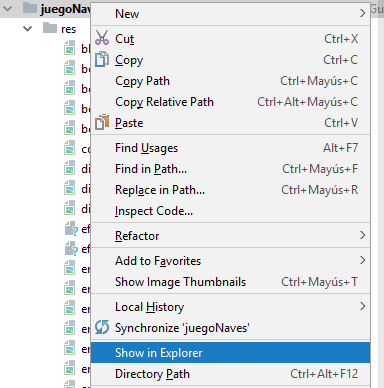 juegoNav
New
Gu
res
Cut Ctrl+X
Copy Ctrl+C
Copy Path Ctrl+Mayús+C
Copy Relative Path Ctrl+Alt+Mayús+C
Paste Ctrl+V
Find Usages Alt+F7
Find in Path... Ctrl+Mayús+F
Replace in Path... Ctrl+Mayús+R
Inspect Code...
Refactor
Add to Favorites
Show Image Thumbnails Ctrl+Mayús+T
Local History
Synchronize 'juegoNaves'
Show in Explorer
Directory Path Ctrl+Alt+F12